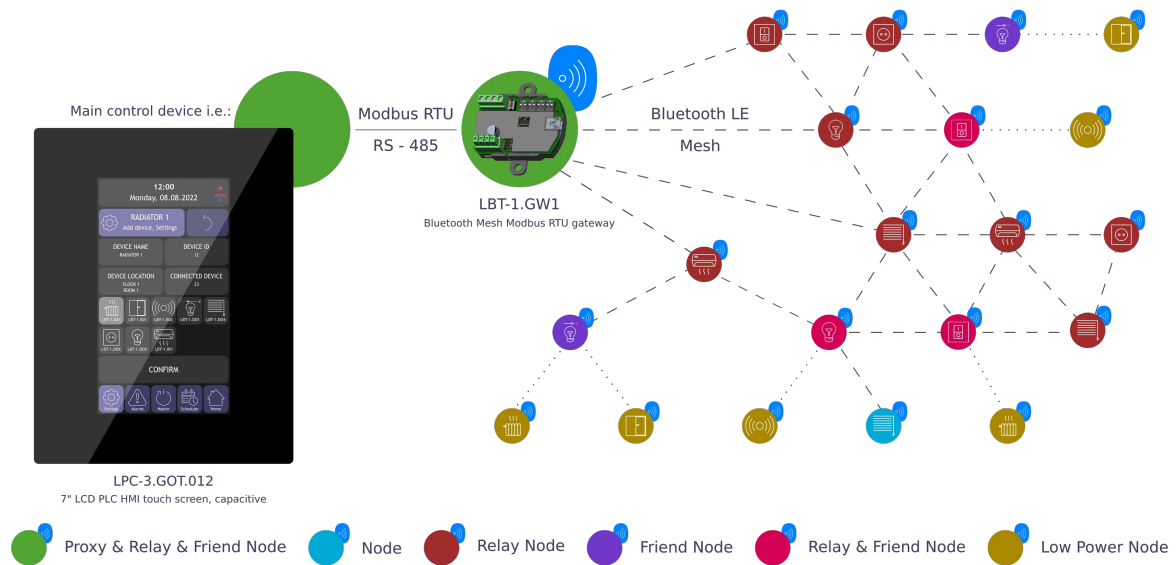 Main control device i.e.:
Modbus RTU
RS - 485
Bluetooth LE
Mesh
LBT-1.GW1
Bluetooth Mesh Modbus RTU gateway
12:00
Monday, 08.08.2022
RADIATOR 1
Add device, Settings
DEVICE NAME
RADIATOR 1
DEVICE ID
12
DEVICE LOCATION
FLOOR 1
ROOM 1
CONNECTED DEVICE
33
CONFIRM
Settings
Alarms
Master
Scheduler
Home
LPC-3.GOT.012
7" LCD PLC HMI touch screen, capacitive
Proxy & Relay & Friend Node
Node
Relay Node
Friend Node
Relay & Friend Node
Low Power Node